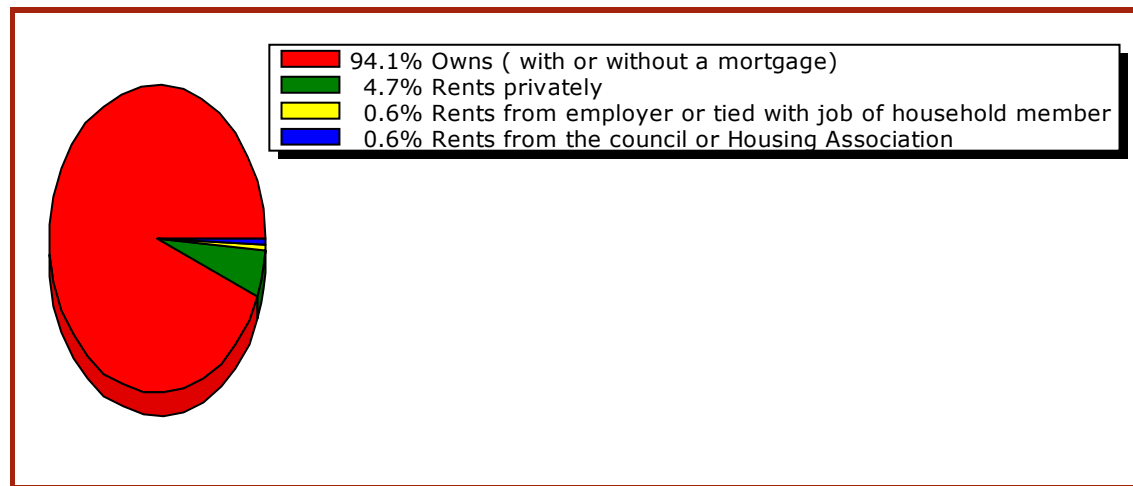 94.1% Owns ( with or without a mortgage)
4.7% Rents privately
0.6% Rents from employer or tied with job of household member
0.6% Rents from the council or Housing Association